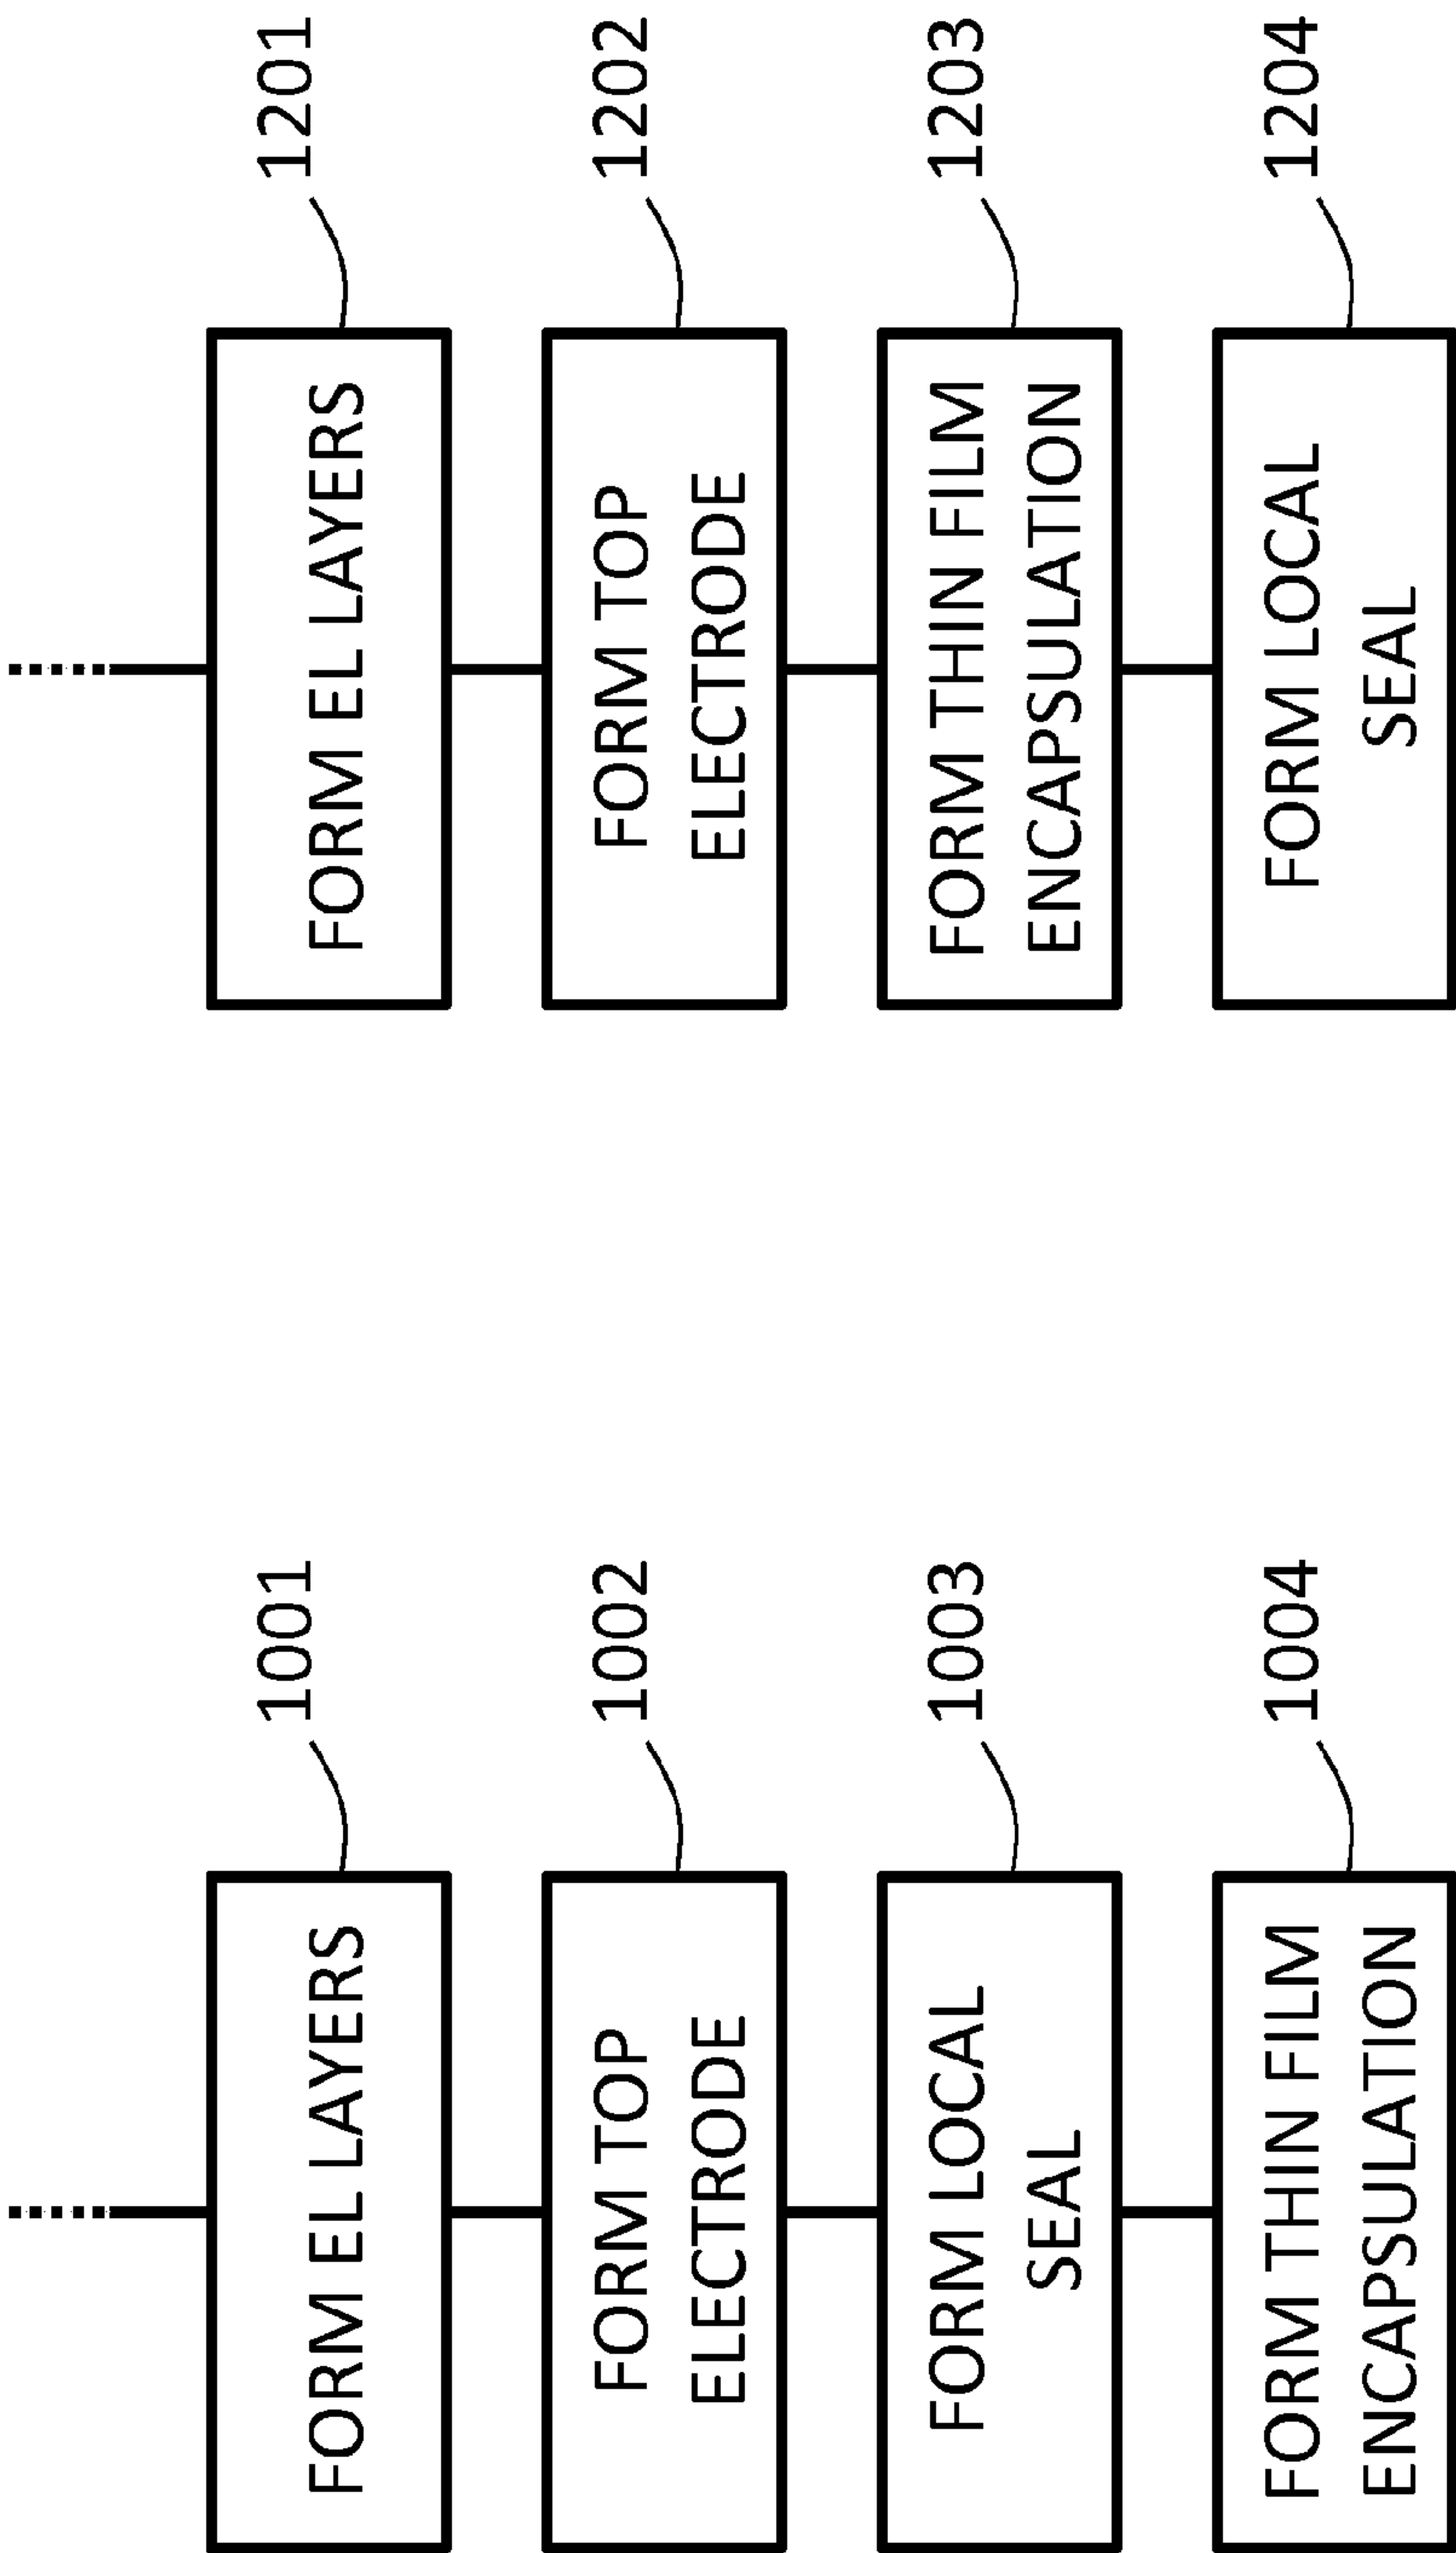 1001
FORM EL LAYERS
1002
FORM TOP
ELECTRODE
1003
FORM LOCAL
SEAL
1004
FORM THIN FILM
ENCAPSULATION
1201
FORM EL LAYERS
1202
FORM TOP
ELECTRODE
1203
FORM THIN FILM
ENCAPSULATION
1204
FORM LOCAL
SEAL